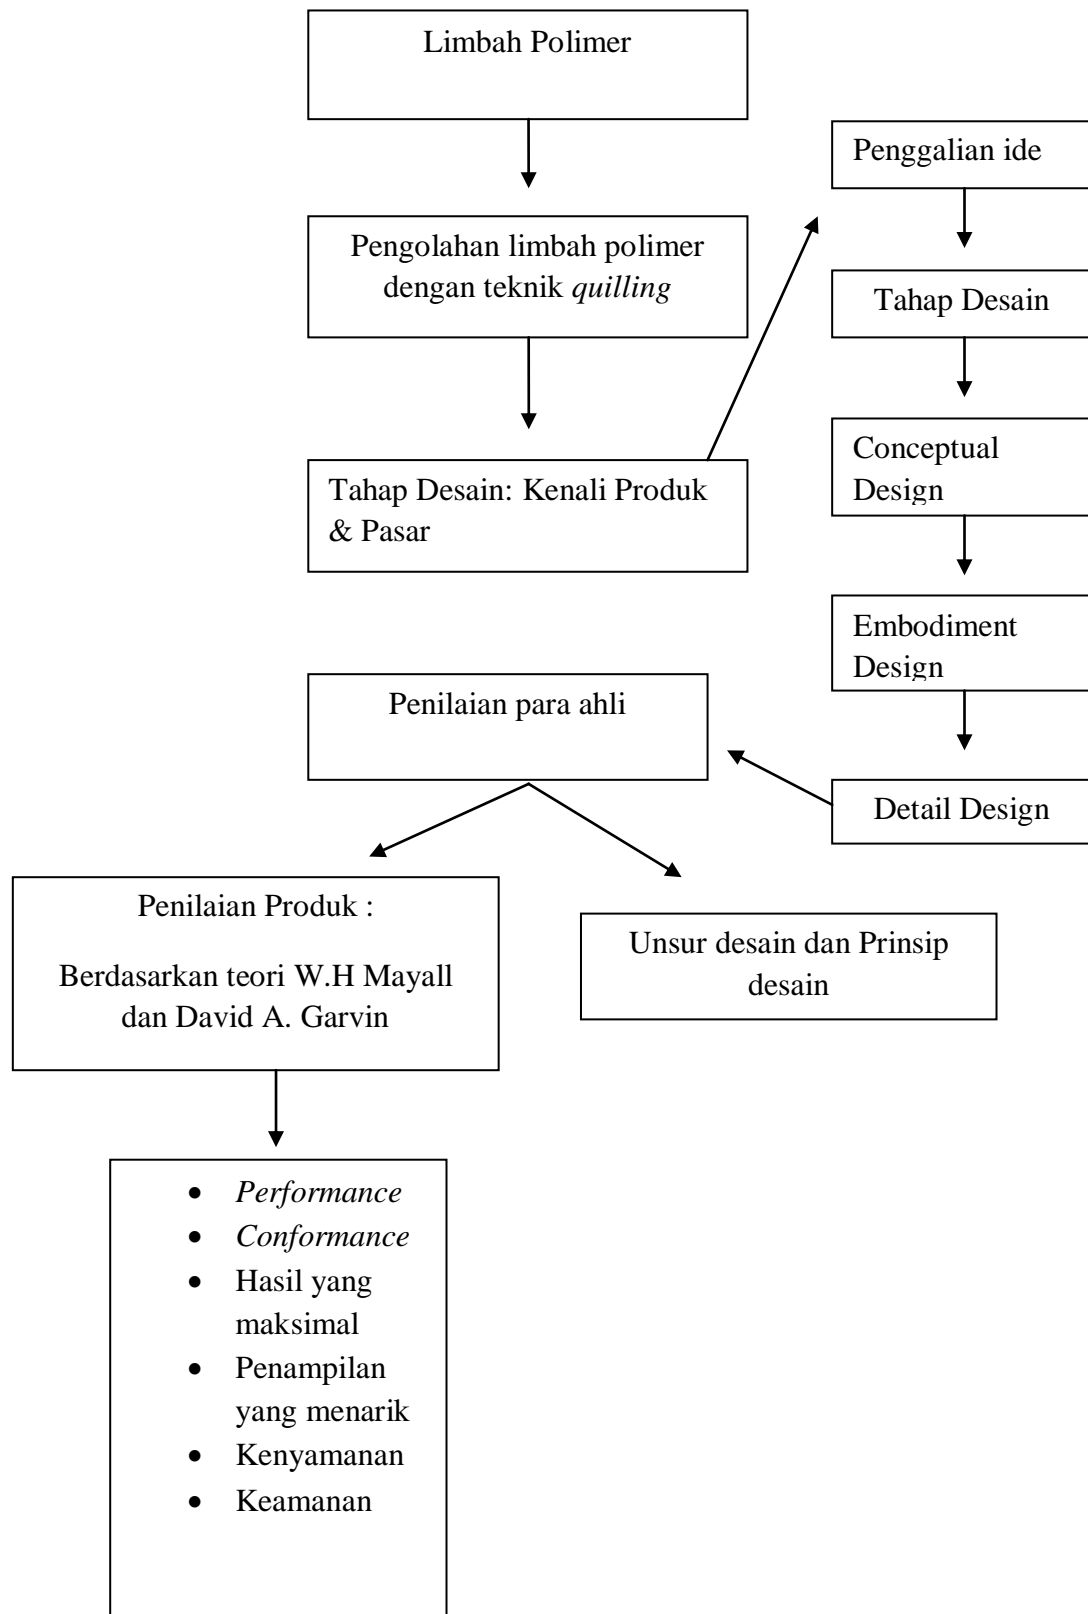 Limbah Polimer
Pengolahan limbah polimer
dengan teknik quilling
Tahap Desain: Kenali Produk
& Pasar
Penggalian ide
Tahap Desain
Conceptual
Design
Embodiment
Design
Detail Design
Penilaian para ahli
Penilaian Produk :
Berdasarkan teori W.H Mayall
dan David A. Garvin
Unsur desain dan Prinsip
desain
• Performance
• Conformance
• Hasil yang
maksimal
• Penampilan
yang menarik
• Kenyamanan
• Keamanan